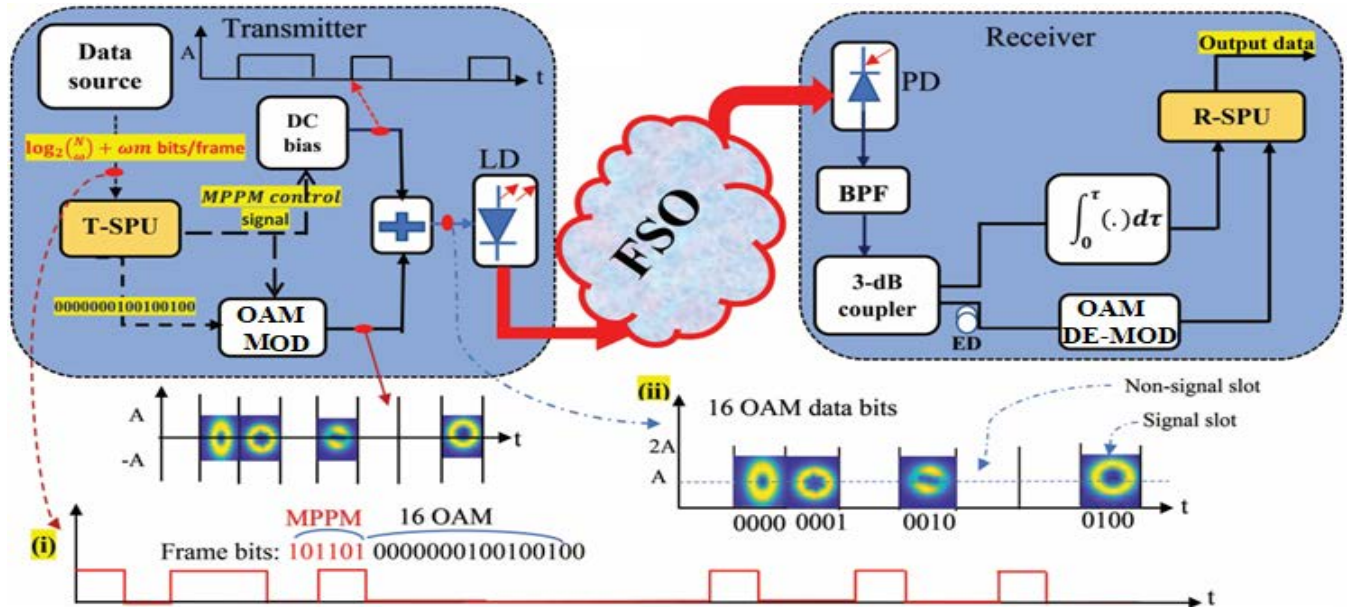 Transmitter
Data
source
A
t
log₂(N ω) + ωm bits/frame
DC
bias
MPPM control
signal
T-SPU
0000000100100100
OAM
MOD
LD
FSO
Receiver
Output data
PD
R-SPU
BPF
∫₀^τ (.)dτ
3-dB
coupler
ED
OAM
DE-MOD
A
-A
t
(ii)
16 OAM data bits
Non-signal slot
Signal slot
2A
A
t
0000 0001 0010 0100
(i)
MPPM 16 OAM
Frame bits: 101101 0000000100100100
t